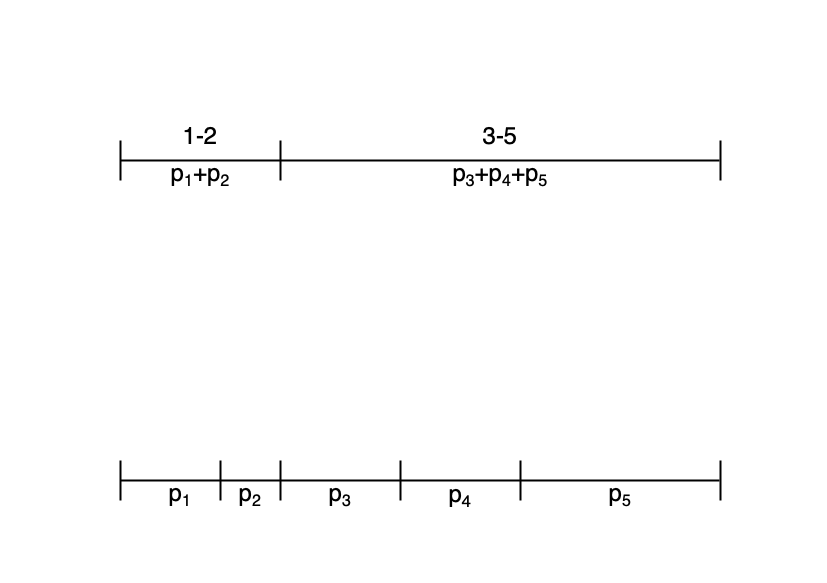 1-2 3-5
p₁+p₂ p₃+p₄+p₅
p₁ p₂ p₃ p₄ p₅